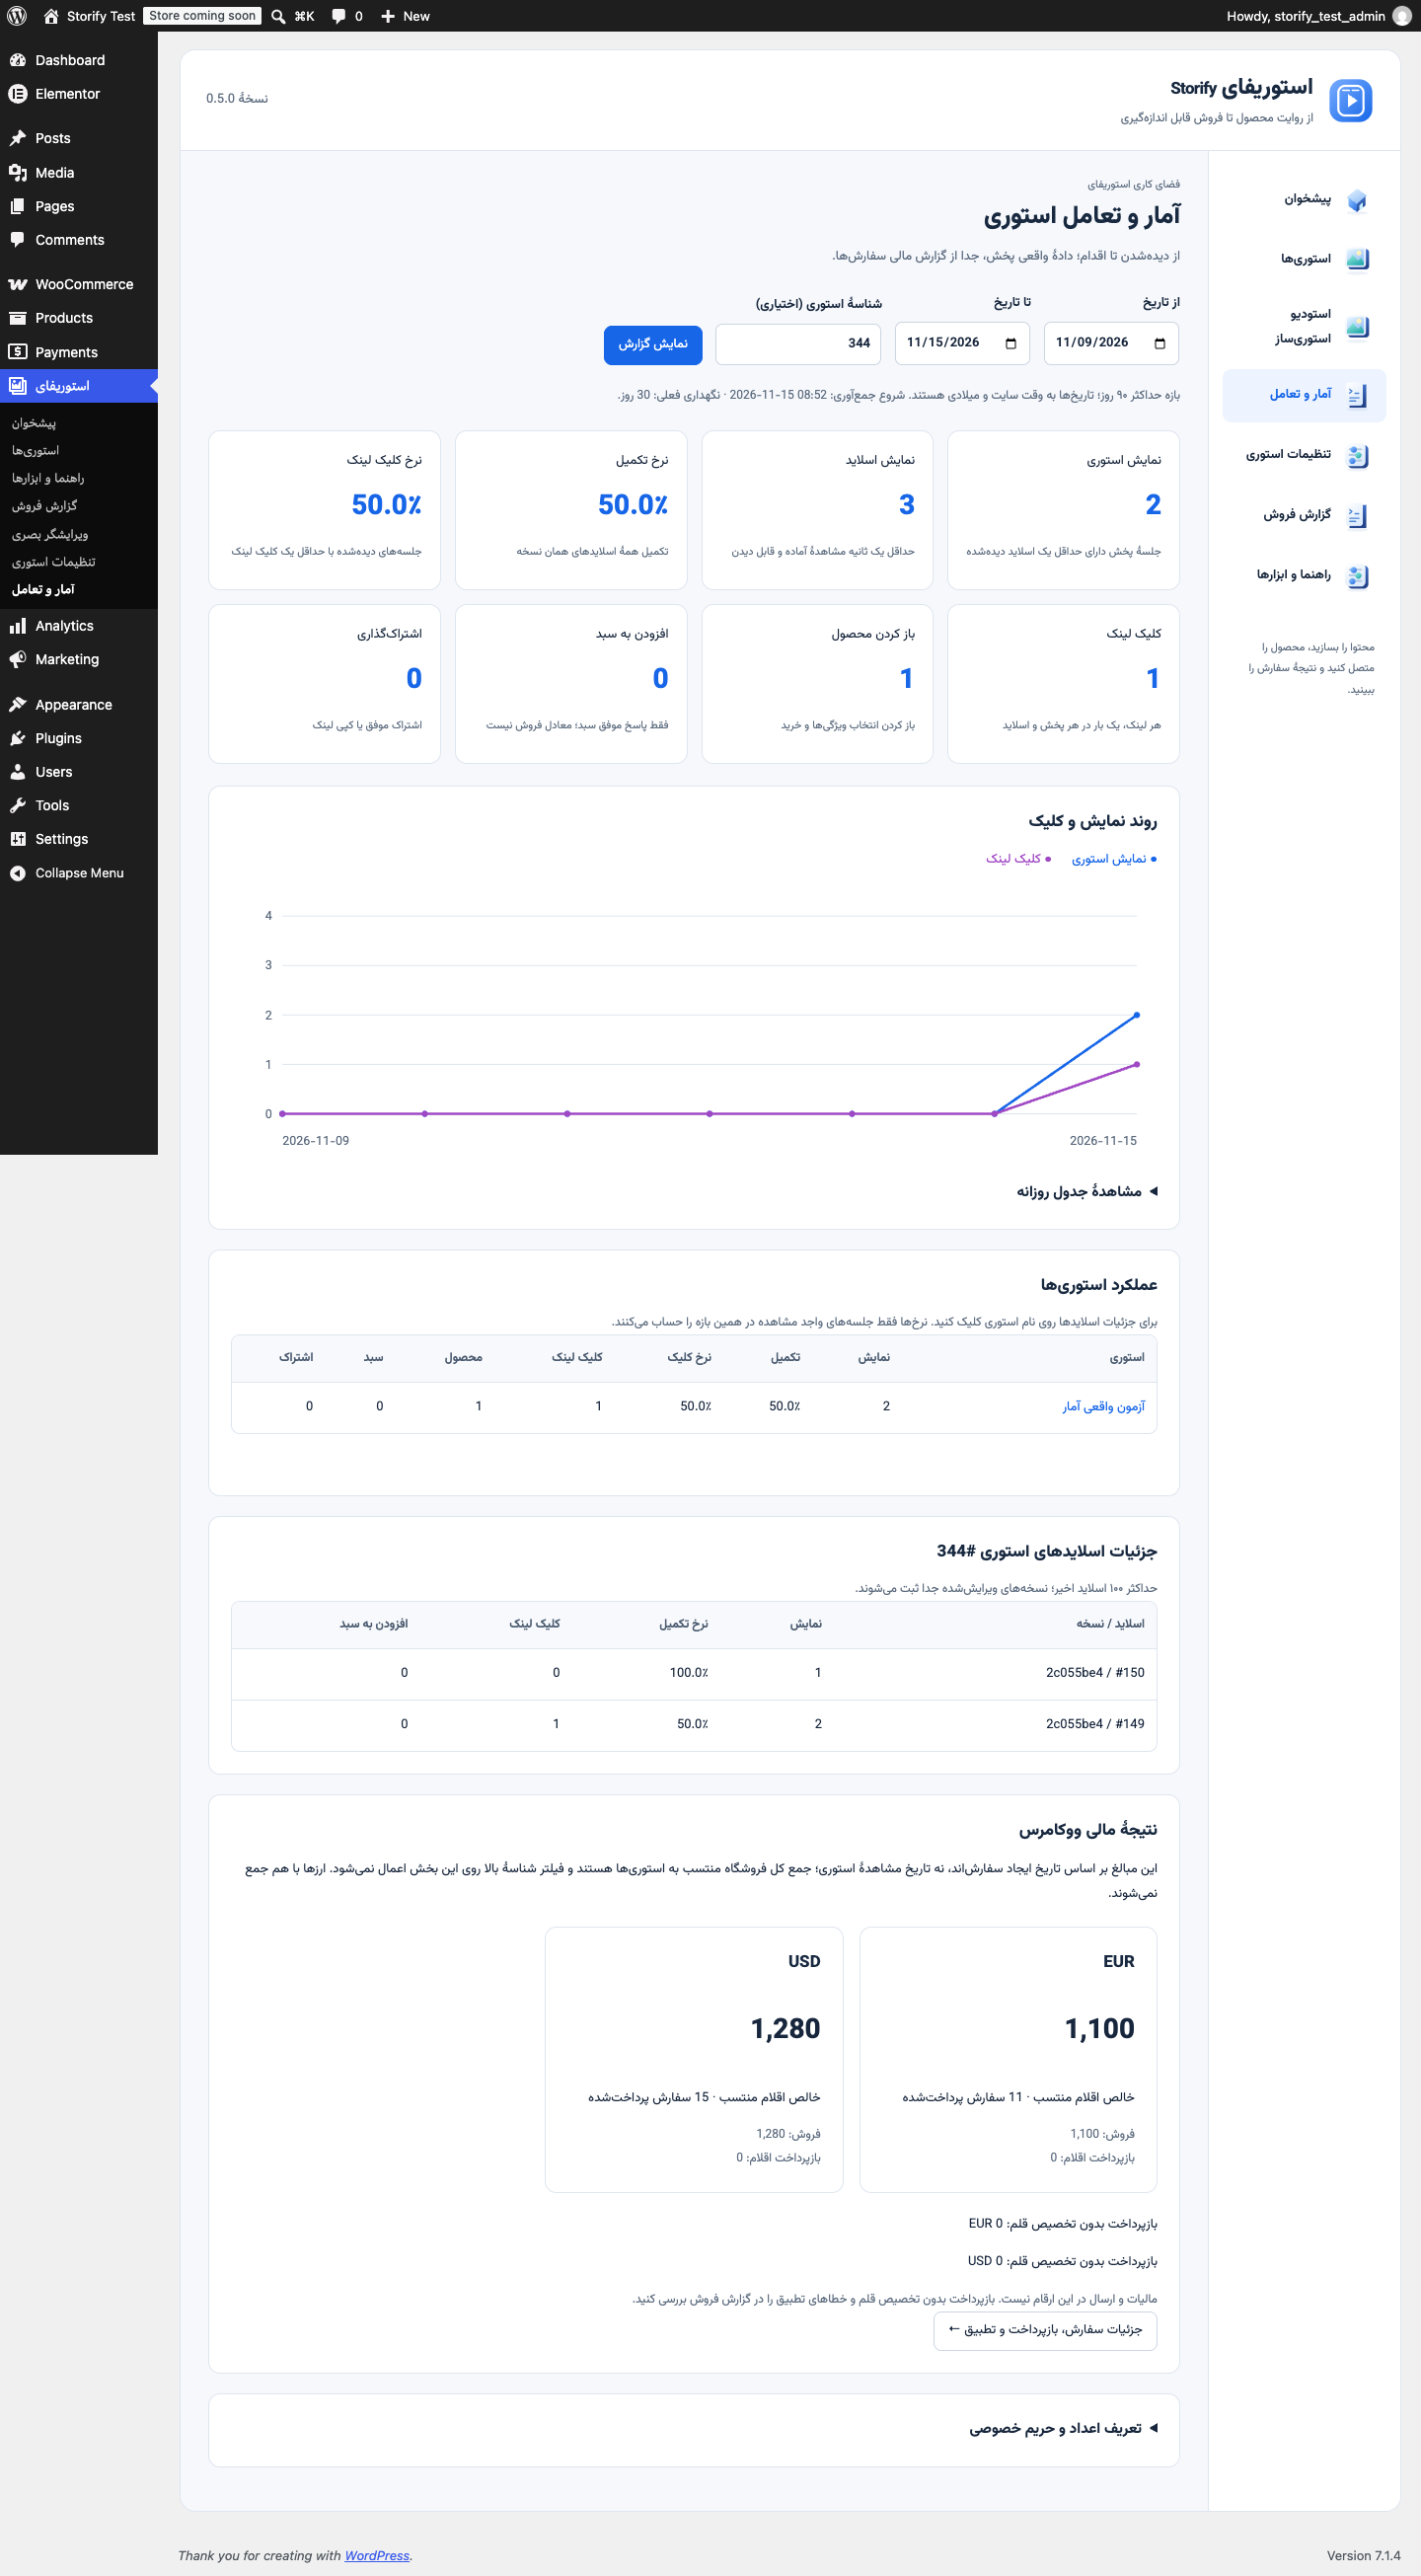 Storify Test
Store coming soon
⌘K
0
New
Howdy, storify_test_admin
Dashboard
Elementor
Posts
Media
Pages
Comments
WooCommerce
Products
Payments
استوریفای
پیشخوان
استوری‌ها
راهنما و ابزارها
گزارش فروش
ویرایشگر بصری
تنظیمات استوری
آمار و تعامل
Analytics
Marketing
Appearance
Plugins
Users
Tools
Settings
Collapse Menu
استوریفای Storify
از روایت محصول تا فروش قابل اندازه‌گیری
نسخهٔ 0.5.0
پیشخوان
استوری‌ها
استودیو
استوری‌ساز
آمار و تعامل
تنظیمات استوری
گزارش فروش
راهنما و ابزارها
محتوا را بسازید، محصول را
متصل کنید و نتیجهٔ سفارش را
ببینید.
فضای کاری استوریفای
آمار و تعامل استوری
از دیده‌شدن تا اقدام؛ دادهٔ واقعی پخش، جدا از گزارش مالی سفارش‌ها.
از تاریخ
11/09/2026
تا تاریخ
11/15/2026
شناسهٔ استوری (اختیاری)
344
نمایش گزارش
بازه حداکثر ۹۰ روز؛ تاریخ‌ها به وقت سایت و میلادی هستند. شروع جمع‌آوری: 08:52 15-11-2026 · نگهداری فعلی: 30 روز.
نمایش استوری
2
جلسهٔ پخش دارای حداقل یک اسلاید دیده‌شده
نمایش اسلاید
3
حداقل یک ثانیه مشاهدهٔ آماده و قابل دیدن
نرخ تکمیل
50.0٪
تکمیل همهٔ اسلایدهای همان نسخه
نرخ کلیک لینک
50.0٪
جلسه‌های دیده‌شده با حداقل یک کلیک لینک
کلیک لینک
1
هر لینک، یک بار در هر پخش و اسلاید
باز کردن محصول
1
باز کردن انتخاب ویژگی‌ها و خرید
افزودن به سبد
0
فقط پاسخ موفق سبد؛ معادل فروش نیست
اشتراک‌گذاری
0
اشتراک موفق یا کپی لینک
روند نمایش و کلیک
● نمایش استوری ● کلیک لینک
4
3
2
1
0
2026-11-09
2026-11-15
◀ مشاهدهٔ جدول روزانه
عملکرد استوری‌ها
برای جزئیات اسلایدها روی نام استوری کلیک کنید. نرخ‌ها فقط جلسه‌های واجد مشاهده در همین بازه را حساب می‌کنند.
استوری نمایش تکمیل نرخ کلیک کلیک لینک محصول سبد اشتراک
آزمون واقعی آمار 2 50.0٪ 50.0٪ 1 1 0 0
جزئیات اسلایدهای استوری #344
حداکثر ۱۰۰ اسلاید اخیر؛ نسخه‌های ویرایش‌شده جدا ثبت می‌شوند.
اسلاید / نسخه نمایش نرخ تکمیل کلیک لینک افزودن به سبد
2c055be4 / #150 1 100.0٪ 0 0
2c055be4 / #149 2 50.0٪ 1 0
نتیجهٔ مالی ووکامرس
این مبالغ بر اساس تاریخ ایجاد سفارش‌اند، نه تاریخ مشاهدهٔ استوری؛ جمع کل فروشگاه منتسب به استوری‌ها هستند و فیلتر شناسهٔ بالا روی این بخش اعمال نمی‌شود. ارزها با هم جمع
نمی‌شوند.
EUR
1,100
خالص اقلام منتسب · 11 سفارش پرداخت‌شده
فروش: 1,100
بازپرداخت اقلام: 0
USD
1,280
خالص اقلام منتسب · 15 سفارش پرداخت‌شده
فروش: 1,280
بازپرداخت اقلام: 0
بازپرداخت بدون تخصیص قلم: EUR 0
بازپرداخت بدون تخصیص قلم: USD 0
مالیات و ارسال در این ارقام نیست. بازپرداخت بدون تخصیص قلم و خطاهای تطبیق را در گزارش فروش بررسی کنید.
جزئیات سفارش، بازپرداخت و تطبیق ←
◀ تعریف اعداد و حریم خصوصی
Thank you for creating with WordPress.
Version 7.1.4